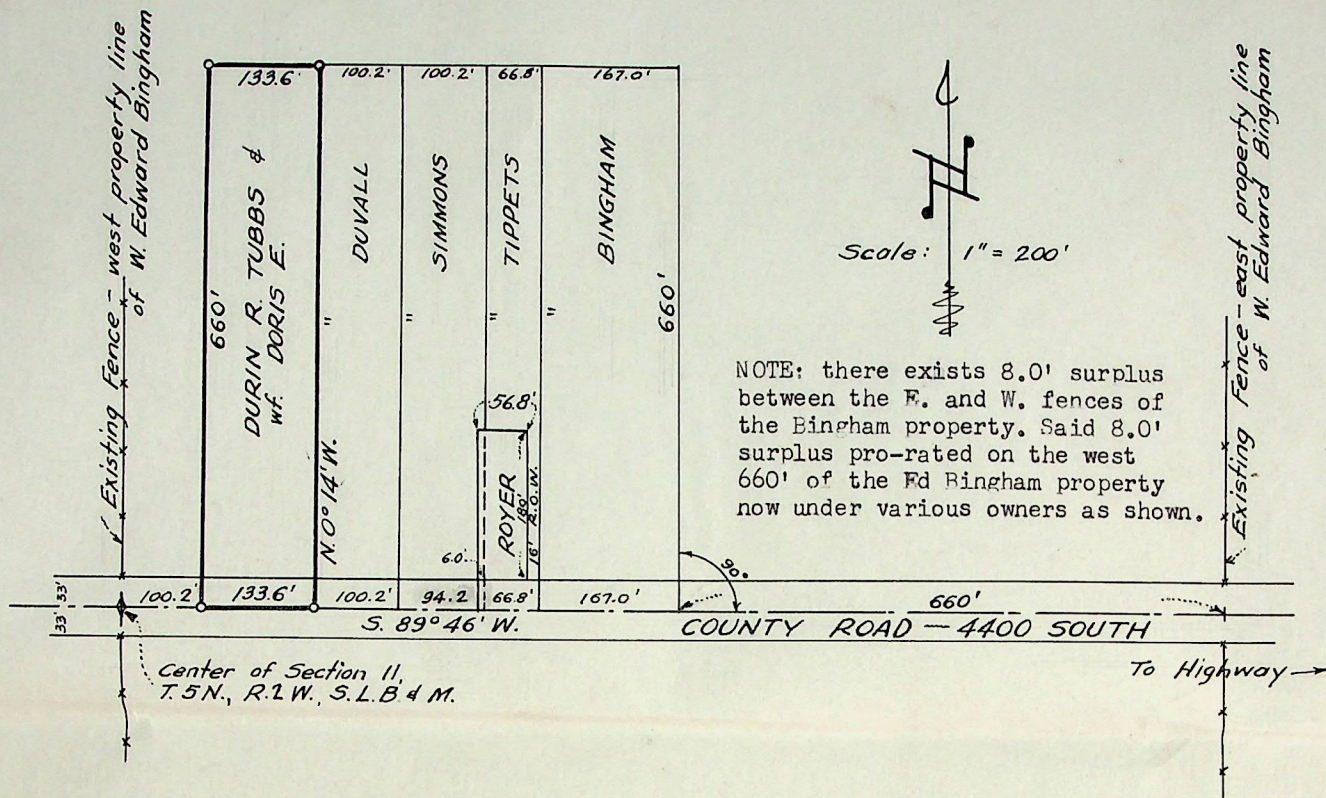 Existing Fence - west property line
of W. Edward Bingham
133.6'
100.2'
100.2'
66.8'
167.0'
660'
DURIN R. TUBBS &
wf. DORIS E.
N. 0° 14' W.
DUVALL
"
SIMMONS
"
TIPPETS
"
BINGHAM
"
660'
56.8'
ROYER
180'
16' R.O.W.
6.0'
Scale: 1" = 200'
NOTE: there exists 8.0' surplus
between the E. and W. fences of
the Bingham property. Said 8.0'
surplus pro-rated on the west
660' of the Ed Bingham property
now under various owners as shown.
Existing Fence - east property line
of W. Edward Bingham
90°
33'
33'
100.2'
133.6'
100.2'
94.2
66.8'
167.0'
660'
S. 89° 46' W.
COUNTY ROAD - 4400 SOUTH
Center of Section 11,
T. 5 N., R. 2 W., S. L. B & M.
To Highway